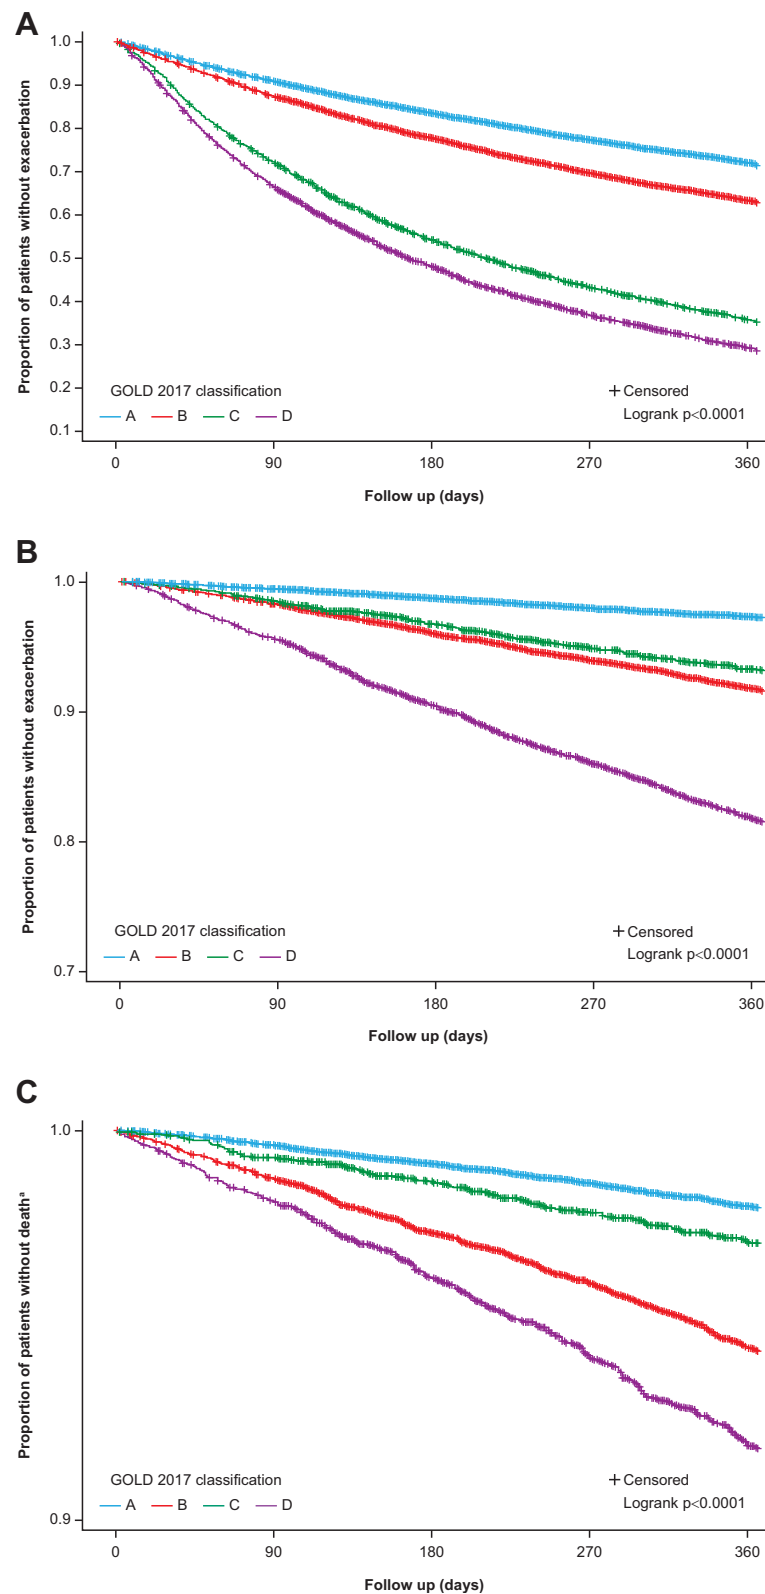 A
Proportion of patients without exacerbation
1.0
0.9
0.8
0.7
0.6
0.5
0.4
0.3
0.2
0.1
GOLD 2017 classification
A B C D
+ Censored
Logrank p<0.0001
0 90 180 270 360
Follow up (days)
B
Proportion of patients without exacerbation
1.0
0.9
0.8
0.7
GOLD 2017 classification
A B C D
+ Censored
Logrank p<0.0001
0 90 180 270 360
Follow up (days)
C
Proportion of patients without deathᵃ
1.0
0.9
GOLD 2017 classification
A B C D
+ Censored
Logrank p<0.0001
0 90 180 270 360
Follow up (days)